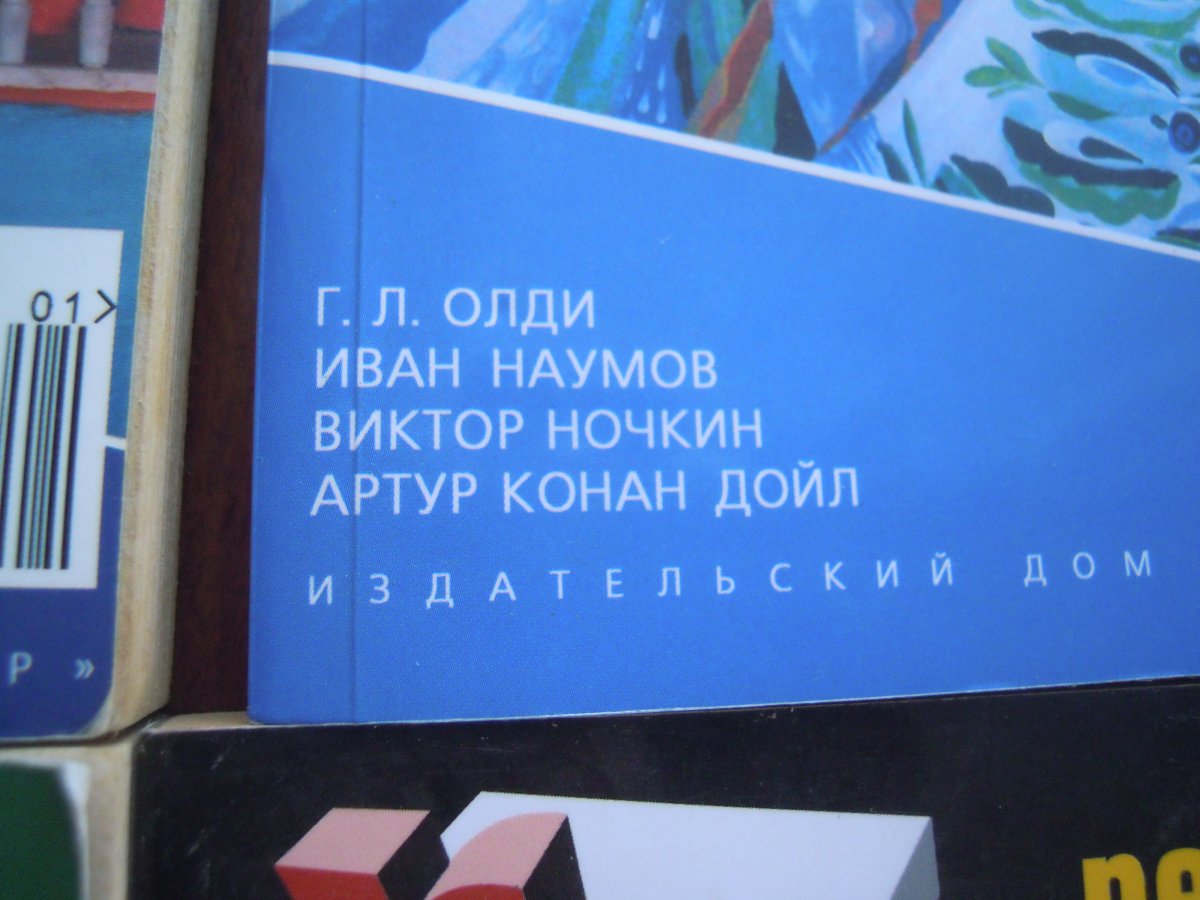 01>
Р »
Г. Л. ОЛДИ
ИВАН НАУМОВ
ВИКТОР НОЧКИН
АРТУР КОНАН ДОЙЛ
ИЗДАТЕЛЬСКИЙ ДОМ